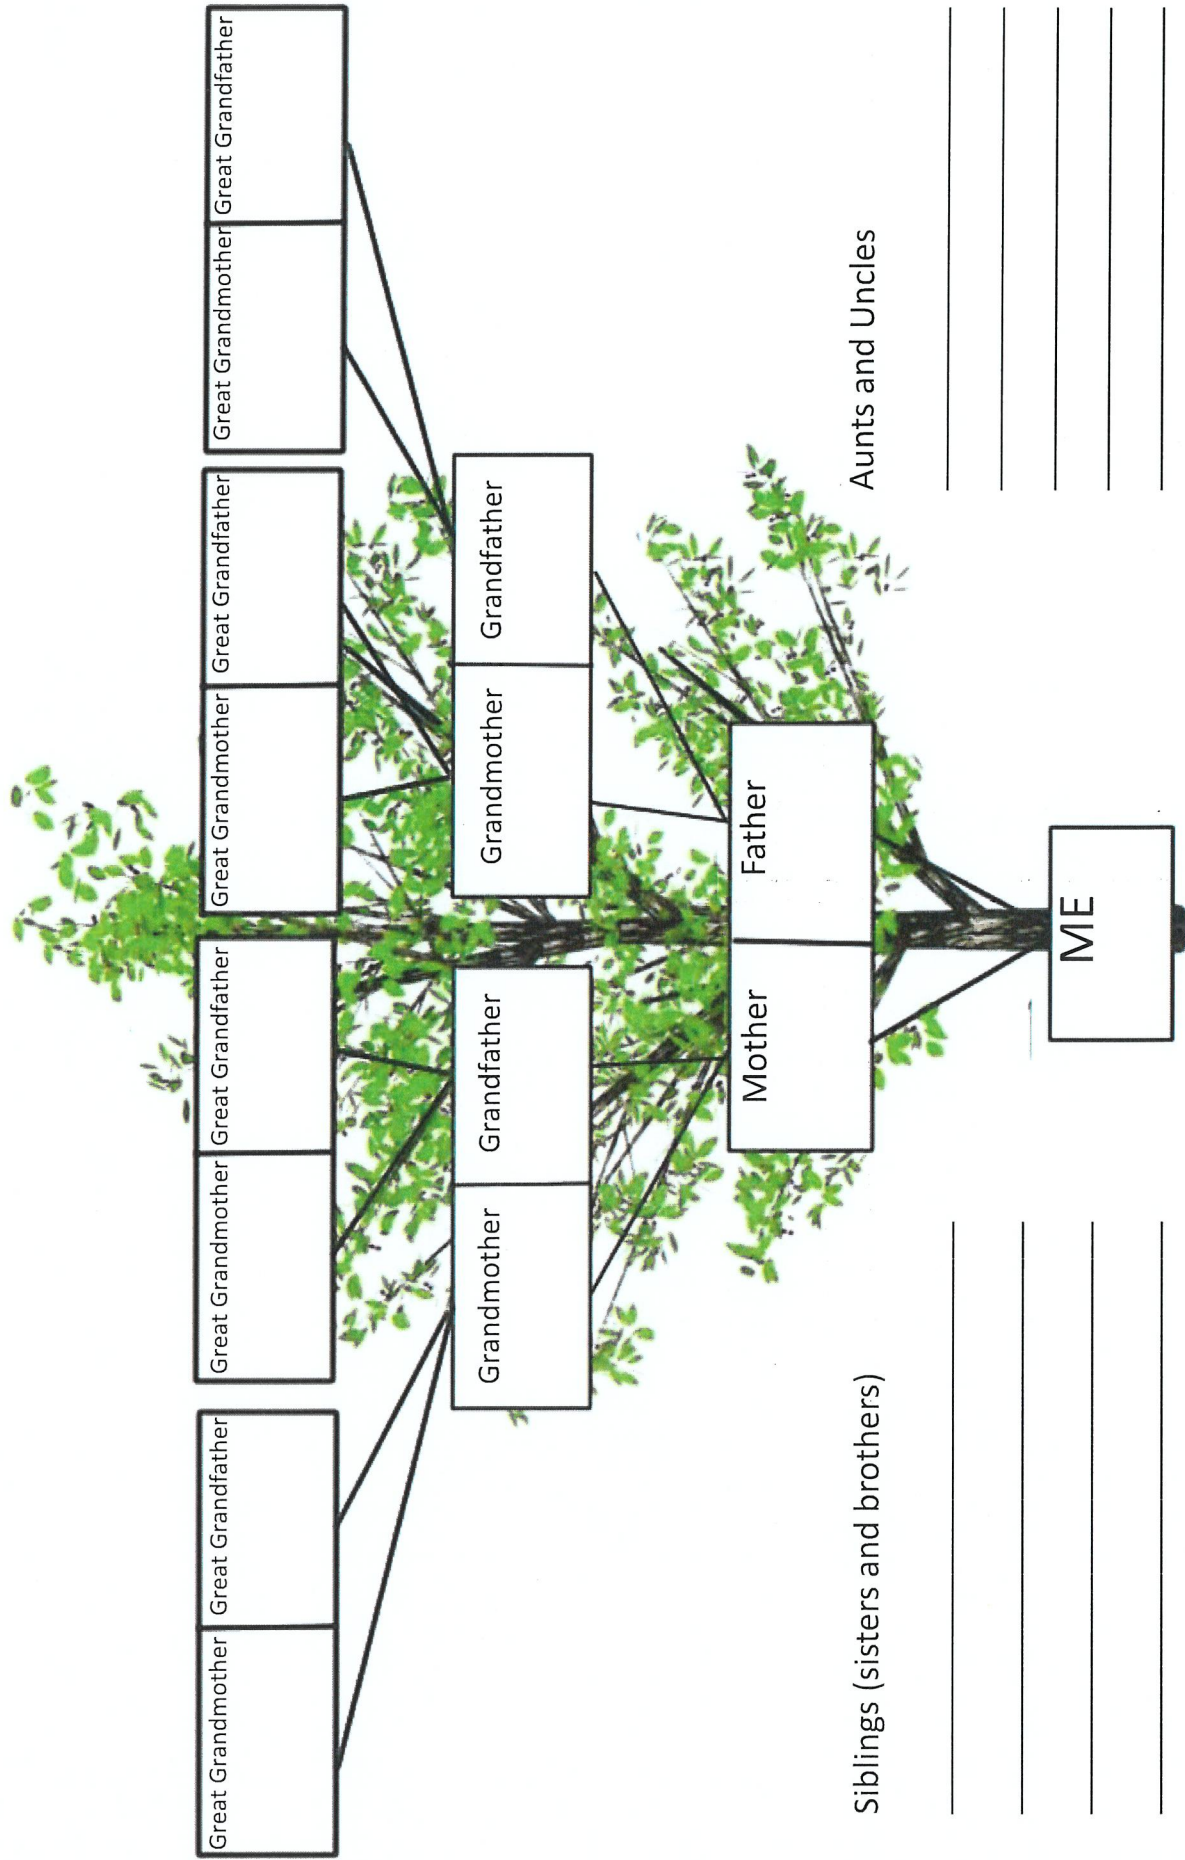 Great Grandmother
Great Grandfather
Great Grandmother
Great Grandfather
Great Grandmother
Great Grandfather
Great Grandmother
Great Grandfather
Grandmother
Grandfather
Grandmother
Grandfather
Mother
Father
Siblings (sisters and brothers)
Aunts and Uncles
ME